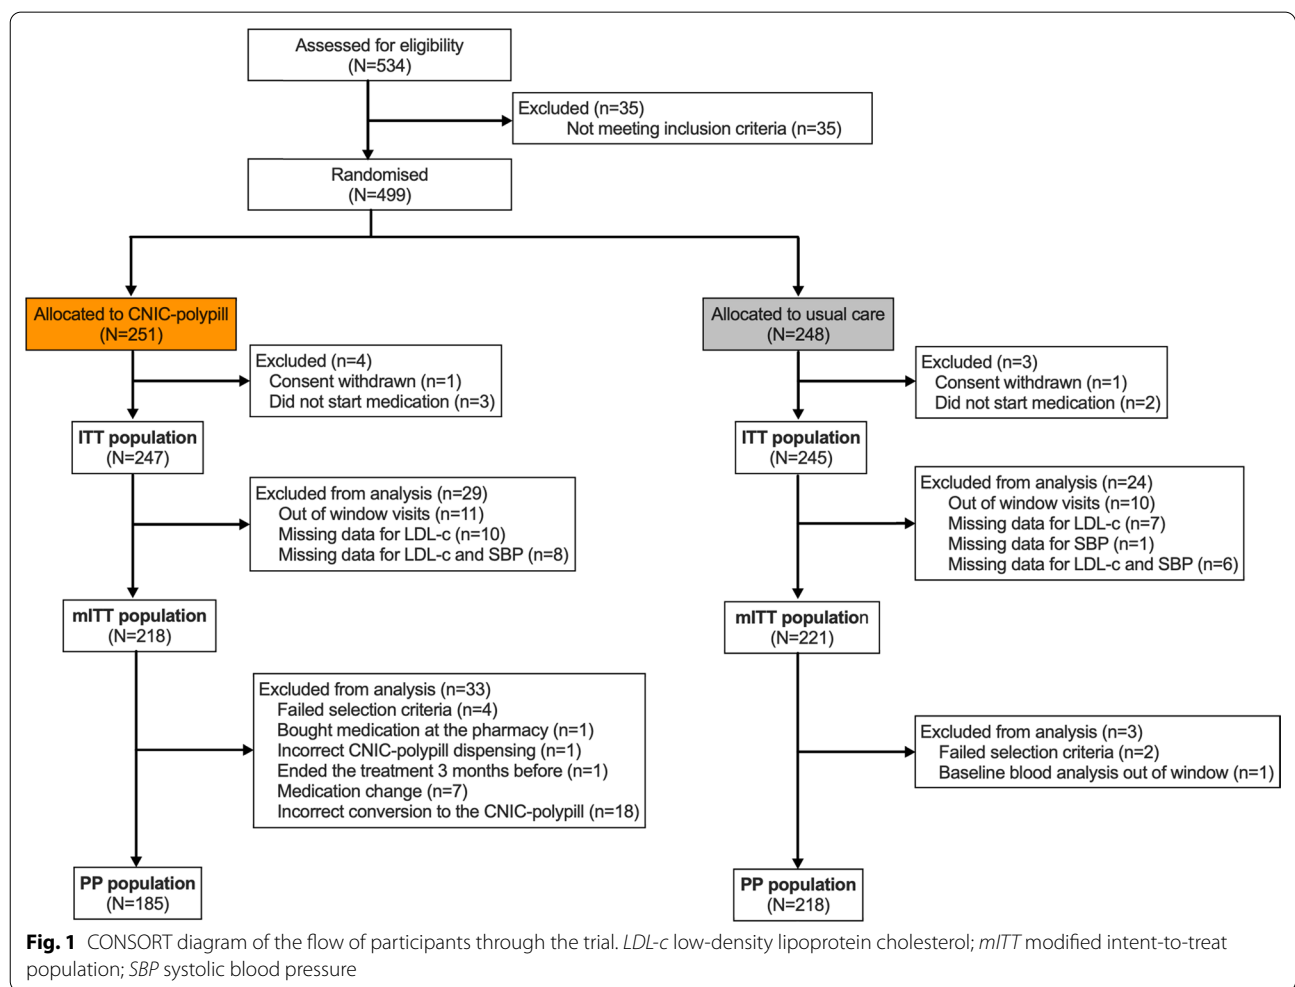 Assessed for eligibility
(N=534)
Excluded (n=35)
Not meeting inclusion criteria (n=35)
Randomised
(N=499)
Allocated to CNIC-polypill
(N=251)
Excluded (n=4)
Consent withdrawn (n=1)
Did not start medication (n=3)
ITT population
(N=247)
Excluded from analysis (n=29)
Out of window visits (n=11)
Missing data for LDL-c (n=10)
Missing data for LDL-c and SBP (n=8)
mITT population
(N=218)
Excluded from analysis (n=33)
Failed selection criteria (n=4)
Bought medication at the pharmacy (n=1)
Incorrect CNIC-polypill dispensing (n=1)
Ended the treatment 3 months before (n=1)
Medication change (n=7)
Incorrect conversion to the CNIC-polypill (n=18)
PP population
(N=185)
Allocated to usual care
(N=248)
Excluded (n=3)
Consent withdrawn (n=1)
Did not start medication (n=2)
ITT population
(N=245)
Excluded from analysis (n=24)
Out of window visits (n=10)
Missing data for LDL-c (n=7)
Missing data for SBP (n=1)
Missing data for LDL-c and SBP (n=6)
mITT population
(N=221)
Excluded from analysis (n=3)
Failed selection criteria (n=2)
Baseline blood analysis out of window (n=1)
PP population
(N=218)
Fig. 1 CONSORT diagram of the flow of participants through the trial. LDL-c low-density lipoprotein cholesterol; mITT modified intent-to-treat
population; SBP systolic blood pressure